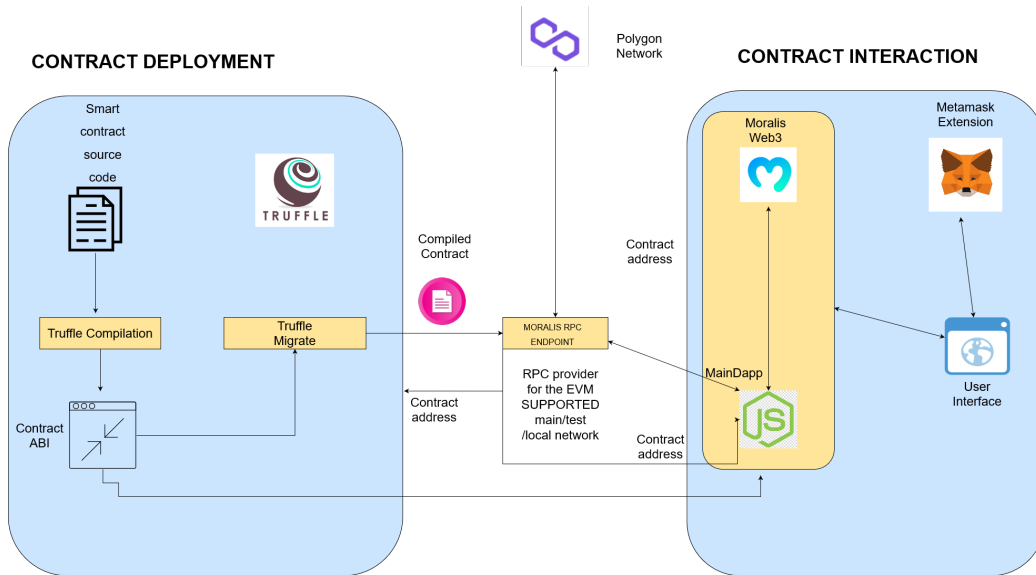 Polygon
Network
CONTRACT DEPLOYMENT
CONTRACT INTERACTION
Smart
contract
source
code
TRUFFLE
Moralis
Web3
Metamask
Extension
Compiled
Contract
Contract
address
Truffle Compilation
Truffle
Migrate
MORALIS RPC
ENDPOINT
RPC provider
for the EVM
SUPPORTED
main/test
/local network
MainDapp
JS
User
Interface
Contract
address
Contract
ABI
Contract
address